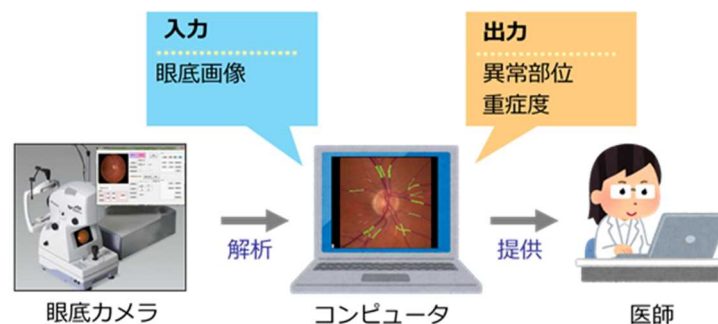 入力
眼底画像
出力
異常部位
重症度
解析
提供
眼底カメラ
コンピュータ
医師